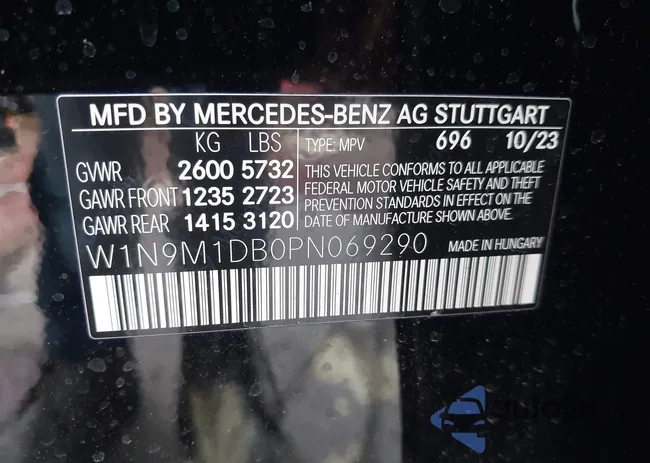 MFD BY MERCEDES-BENZ AG STUTTGART
KG LBS TYPE: MPV 696 10/23
GVWR 2600 5732
GAWR FRONT 1235 2723
GAWR REAR 1415 3120
THIS VEHICLE CONFORMS TO ALL APPLICABLE
FEDERAL MOTOR VEHICLE SAFETY AND THEFT
PREVENTION STANDARDS IN EFFECT ON THE
DATE OF MANUFACTURE SHOWN ABOVE.
W1N9M1DB0PN069290 MADE IN HUNGARY